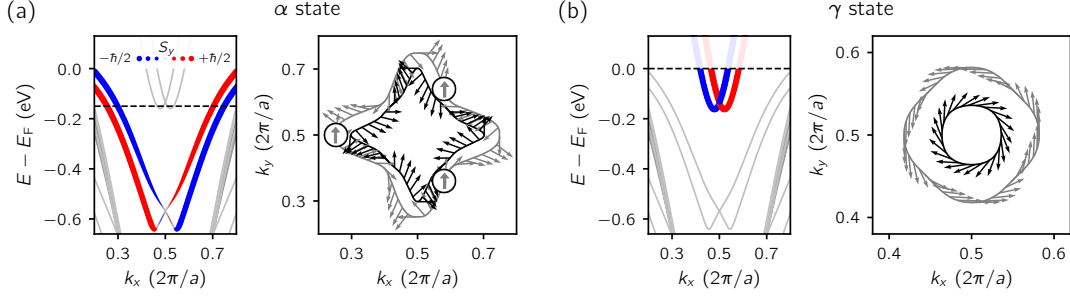 (a)
α state
−ħ/2 S_y +ħ/2
E − E_F (eV)
0.0
−0.2
−0.4
−0.6
0.3 0.5 0.7
k_x (2π/a)
k_y (2π/a)
0.7
0.5
0.3
0.3 0.5 0.7
k_x (2π/a)
(b)
γ state
E − E_F (eV)
0.0
−0.2
−0.4
−0.6
0.3 0.5 0.7
k_x (2π/a)
k_y (2π/a)
0.6
0.5
0.4
0.4 0.5 0.6
k_x (2π/a)